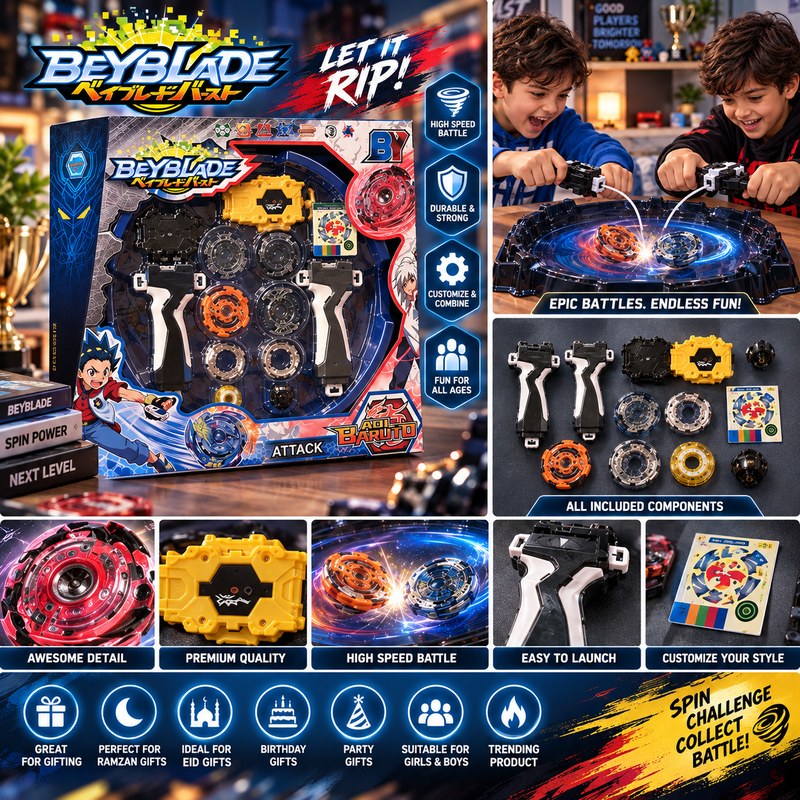 BEYBLADE
ベイブレードバースト
LET IT
RIP!
HIGH SPEED
BATTLE
DURABLE &
STRONG
CUSTOMIZE &
COMBINE
FUN FOR
ALL AGES
BEYBLADE
ベイブレードバースト
BY
ATTACK
AOI
BARUTO
BEYBLADE
SPIN POWER
NEXT LEVEL
GOOD
PLAYERS
BRIGHTER
TOMORROW
EPIC BATTLES. ENDLESS FUN!
ALL INCLUDED COMPONENTS
AWESOME DETAIL
PREMIUM QUALITY
HIGH SPEED BATTLE
EASY TO LAUNCH
CUSTOMIZE YOUR STYLE
GREAT
FOR GIFTING
PERFECT FOR
RAMZAN GIFTS
IDEAL FOR
EID GIFTS
BIRTHDAY
GIFTS
PARTY
GIFTS
SUITABLE FOR
GIRLS & BOYS
TRENDING
PRODUCT
SPIN
CHALLENGE
COLLECT
BATTLE!